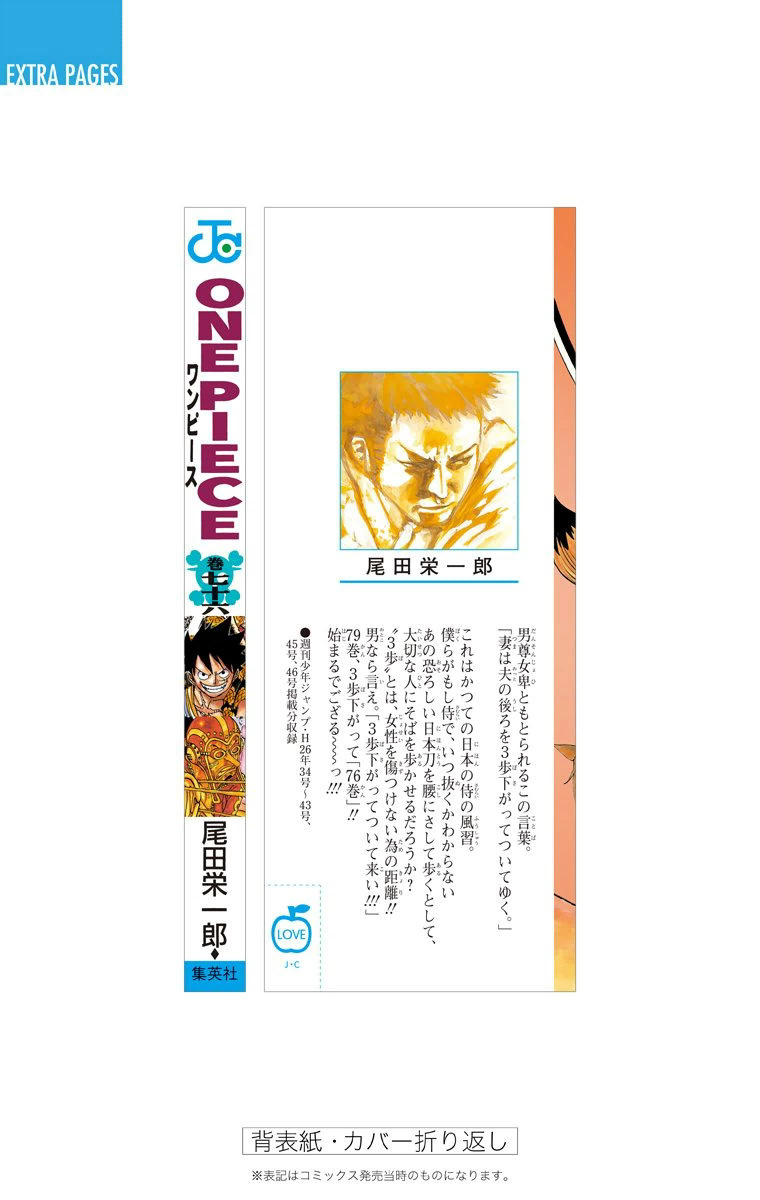 EXTRA PAGES
JC
ONE PIECE
ワンピース
巻七十六
尾田栄一郎
集英社
尾田栄一郎
男尊女卑ともとられるこの言葉。
「妻は夫の後ろを3歩下がってついてゆく。」
これはかつての日本の侍の風習。
僕らがもし侍で、いつ抜くかわからない
あの恐ろしい日本刀を腰にさして歩くとして、
大切な人にそばを歩かせるだろうか?
〝3歩〟とは、女性を傷つけない為の距離!!
男なら言え。「3歩下がってついて来い!!!」
79巻、3歩下がって「76巻」!!
始まるでござる〜〜〜っ!!!
●週刊少年ジャンプ・H26年34号〜43号、
45号、46号掲載分収録
LOVE
J・C
背表紙・カバー折り返し
※表記はコミックス発売当時のものになります。